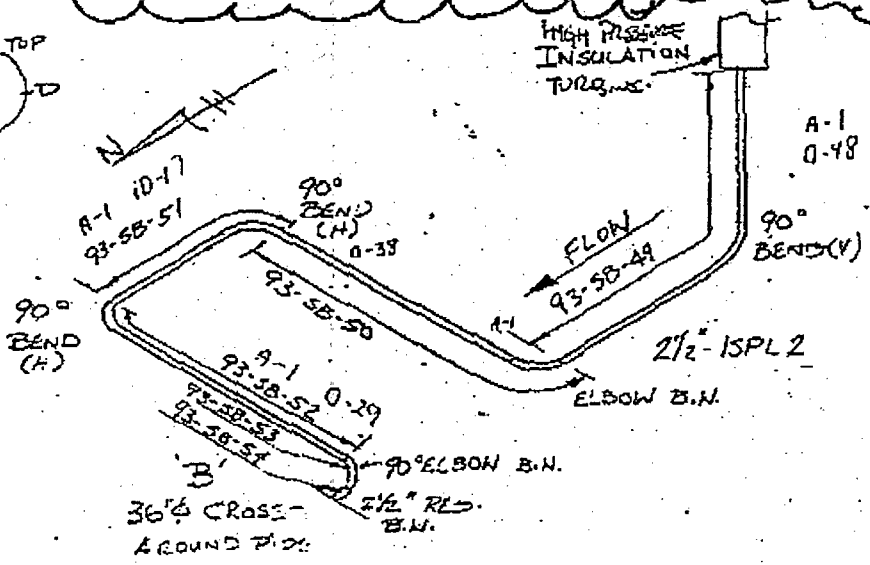 TOP
D
HIGH PRESSURE
INSULATION
A-1
0-48
N
A-1 10-17
93-SB-51
90°
BEND
(H)
0-38
FLOW
93-SB-49
90°
BEND(V)
93-SB-50
A-1
2½"-1SPL2
90°
BEND
(H)
ELBOW B.W.
A-1
93-SB-52 0-29
93-SB-53
93-SB-54
'B'
90° ELBOW B.W.
36"φ CROSS-
AROUND PIPE
2½" RED.
B.W.